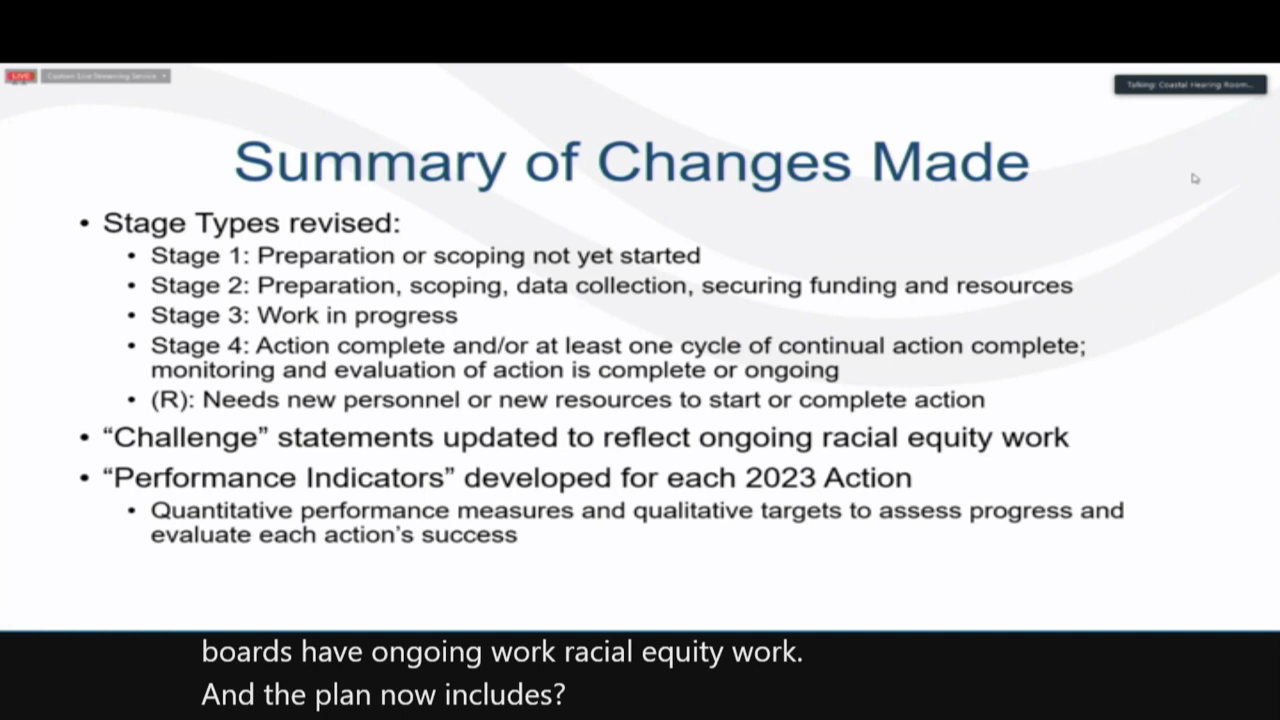 LIVE
Custom Live Streaming Service
Talking: Coastal Hearing Room...
Summary of Changes Made
• Stage Types revised:
• Stage 1: Preparation or scoping not yet started
• Stage 2: Preparation, scoping, data collection, securing funding and resources
• Stage 3: Work in progress
• Stage 4: Action complete and/or at least one cycle of continual action complete;
monitoring and evaluation of action is complete or ongoing
• (R): Needs new personnel or new resources to start or complete action
• “Challenge” statements updated to reflect ongoing racial equity work
• “Performance Indicators” developed for each 2023 Action
• Quantitative performance measures and qualitative targets to assess progress and
evaluate each action’s success
boards have ongoing work racial equity work.
And the plan now includes?